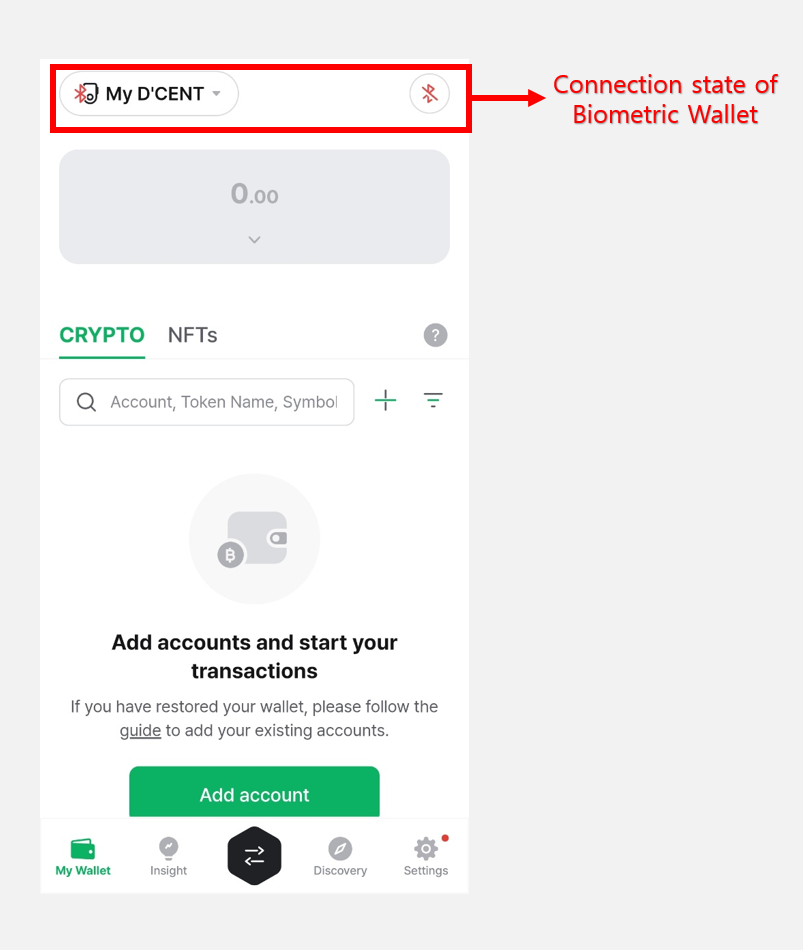 My D'CENT
Connection state of
Biometric Wallet
0.00
CRYPTO NFTs ?
Account, Token Name, Symbol
Add accounts and start your
transactions
If you have restored your wallet, please follow the
guide to add your existing accounts.
Add account
My Wallet Insight Discovery Settings